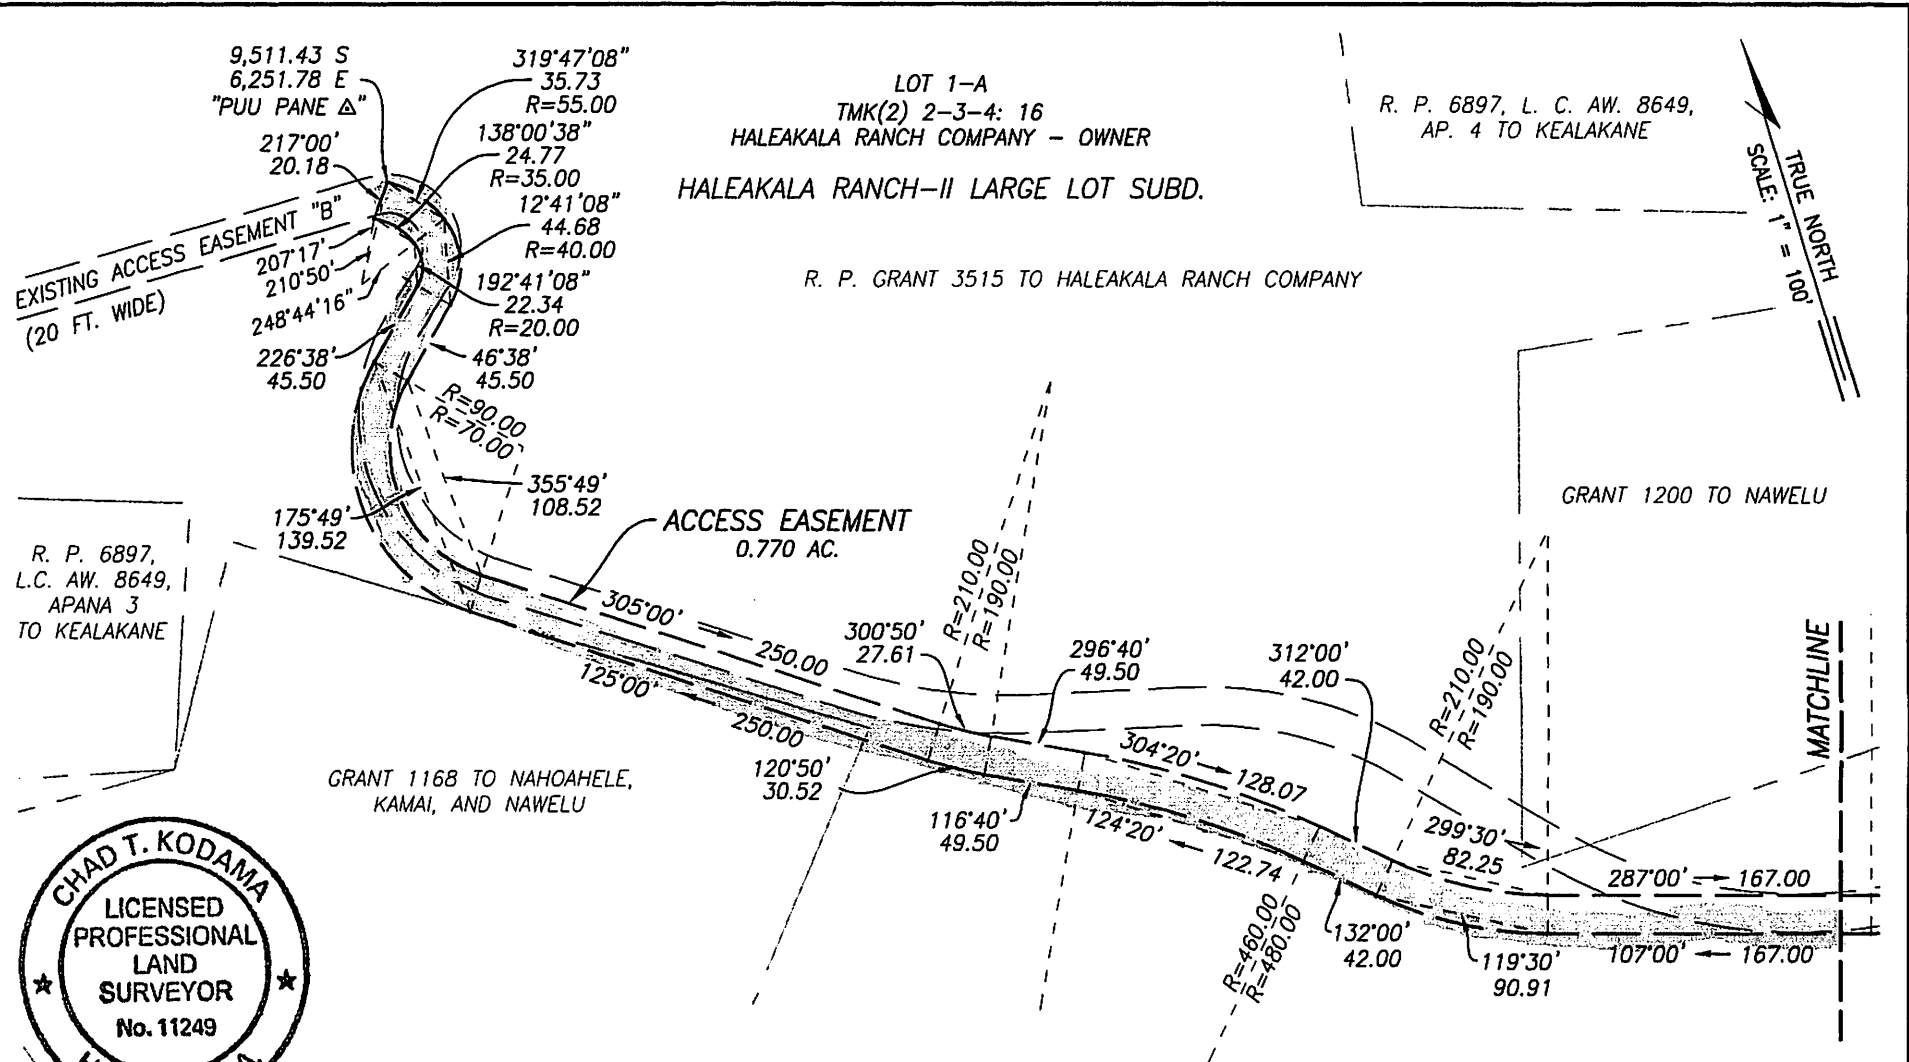 9,511.43 S
6,251.78 E
"PUU PANE △"
217°00'
20.18
319°47'08"
35.73
R=55.00
138°00'38"
24.77
R=35.00
12°41'08"
44.68
R=40.00
192°41'08"
22.34
R=20.00
46°38'
45.50
LOT 1-A
TMK(2) 2-3-4: 16
HALEAKALA RANCH COMPANY - OWNER
HALEAKALA RANCH-II LARGE LOT SUBD.
R. P. GRANT 3515 TO HALEAKALA RANCH COMPANY
R. P. 6897, L. C. AW. 8649,
AP. 4 TO KEALAKANE
TRUE NORTH
SCALE: 1" = 100'
EXISTING ACCESS EASEMENT "B"
(20 FT. WIDE)
207°17'
210°50'
248°44'16"
226°38'
45.50
R=90.00
R=70.00
355°49'
108.52
175°49'
139.52
ACCESS EASEMENT
0.770 AC.
GRANT 1200 TO NAWELU
R. P. 6897,
L.C. AW. 8649,
APANA 3
TO KEALAKANE
305°00'
250.00
125°00'
250.00
300°50'
27.61
R=210.00
R=190.00
296°40'
49.50
312°00'
42.00
R=210.00
R=190.00
MATCHLINE
304°20'
128.07
299°30'
82.25
287°00'
167.00
GRANT 1168 TO NAHOAHELE,
KAMAI, AND NAWELU
120°50'
30.52
116°40'
49.50
124°20'
122.74
R=460.00
R=480.00
132°00'
42.00
119°30'
90.91
107°00'
167.00
CHAD T. KODAMA
LICENSED
PROFESSIONAL
LAND
SURVEYOR
No. 11249